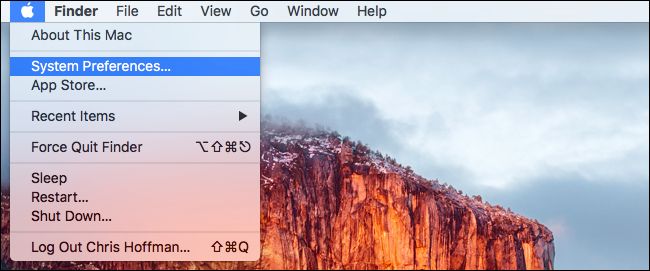 Finder File Edit View Go Window Help
About This Mac
System Preferences...
App Store...
Recent Items ▶
Force Quit Finder ⌥⇧⌘⎋
Sleep
Restart...
Shut Down...
Log Out Chris Hoffman... ⇧⌘Q